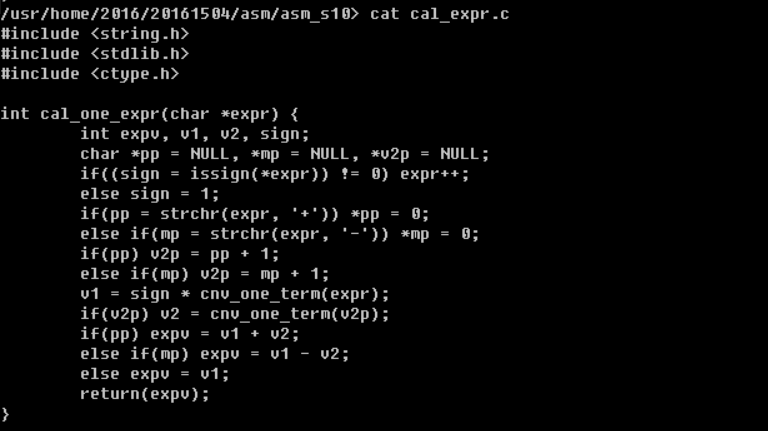 /usr/home/2016/20161504/asm/asm_s10> cat cal_expr.c
#include <string.h>
#include <stdlib.h>
#include <ctype.h>

int cal_one_expr(char *expr) {
        int expv, v1, v2, sign;
        char *pp = NULL, *mp = NULL, *v2p = NULL;
        if((sign = issign(*expr)) != 0) expr++;
        else sign = 1;
        if(pp = strchr(expr, '+')) *pp = 0;
        else if(mp = strchr(expr, '-')) *mp = 0;
        if(pp) v2p = pp + 1;
        else if(mp) v2p = mp + 1;
        v1 = sign * cnv_one_term(expr);
        if(v2p) v2 = cnv_one_term(v2p);
        if(pp) expv = v1 + v2;
        else if(mp) expv = v1 - v2;
        else expv = v1;
        return(expv);
}